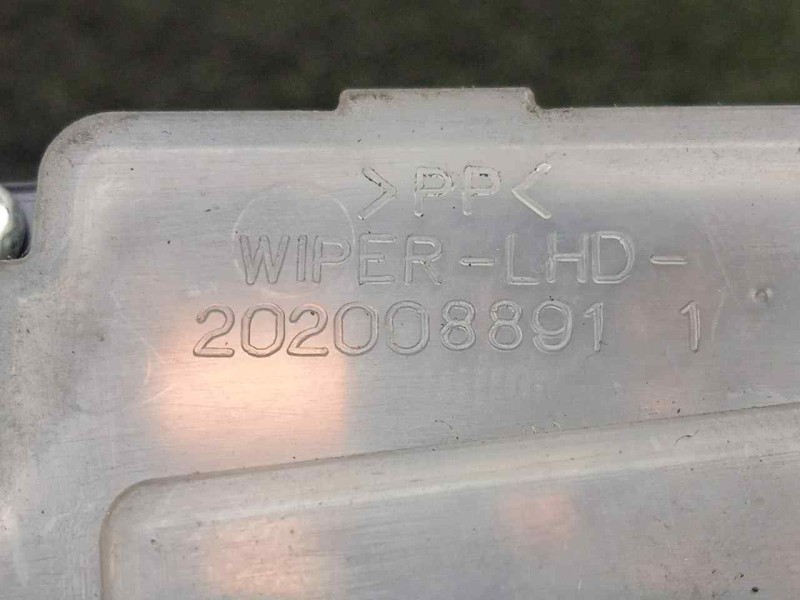 >PP<
WIPER-LHD-
202008891 1